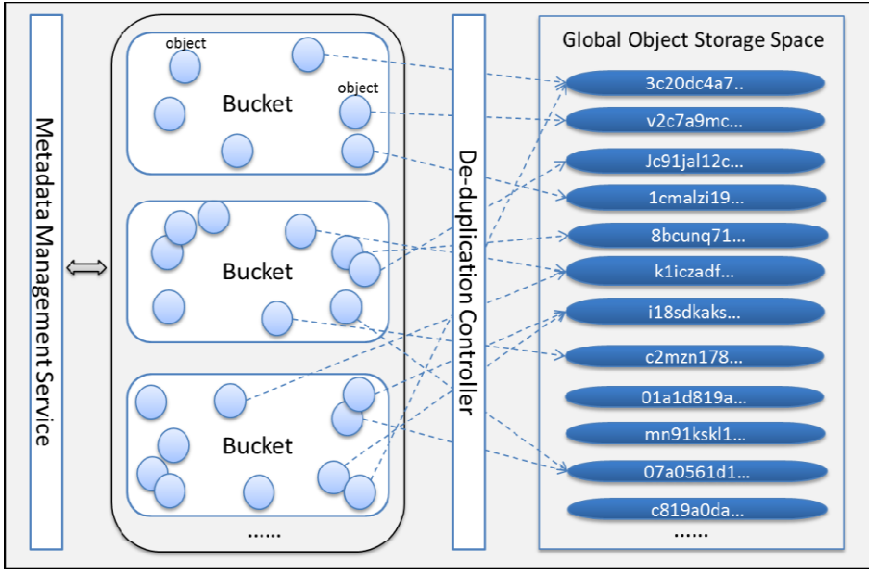 Metadata Management Service
object
Bucket
object
Bucket
Bucket
......
De-duplication Controller
Global Object Storage Space
3c20dc4a7..
v2c7a9mc...
Jc91jal12c...
1cmalzi19...
8bcunq71...
k1iczadf...
i18sdkaks...
c2mzn178...
01a1d819a...
mn91kskl1...
07a0561d1...
c819a0da...
......